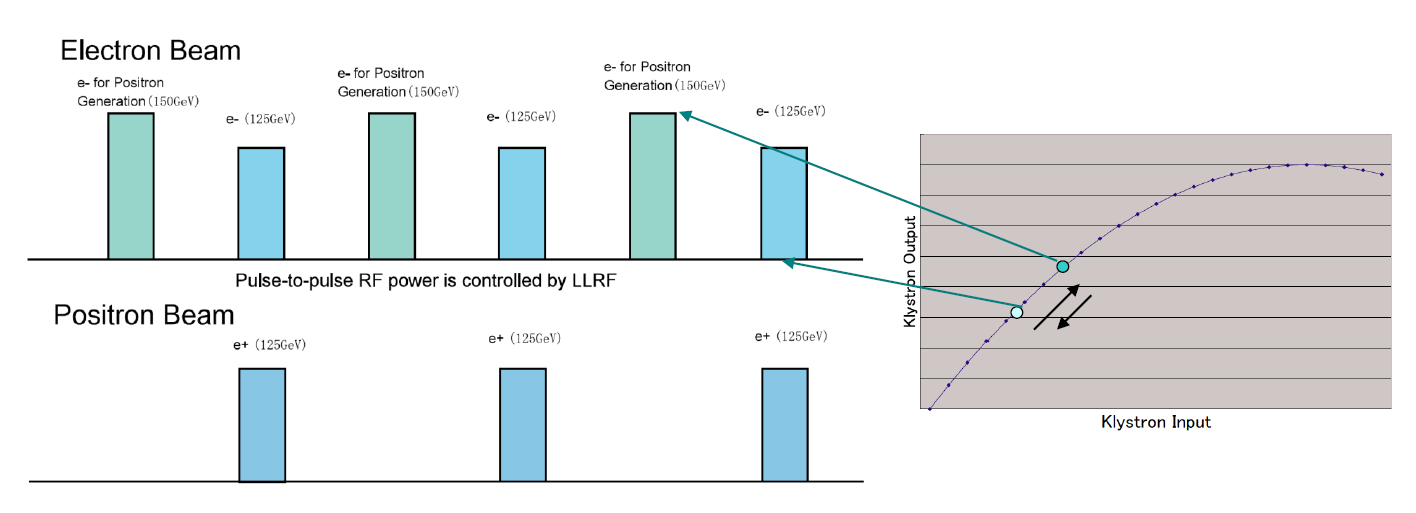 Electron Beam
e- for Positron
Generation(150GeV)
e- (125GeV)
e- for Positron
Generation(150GeV)
e- (125GeV)
e- for Positron
Generation(150GeV)
e- (125GeV)
Pulse-to-pulse RF power is controlled by LLRF
Positron Beam
e+ (125GeV)
e+ (125GeV)
e+ (125GeV)
Klystron Output
Klystron Input